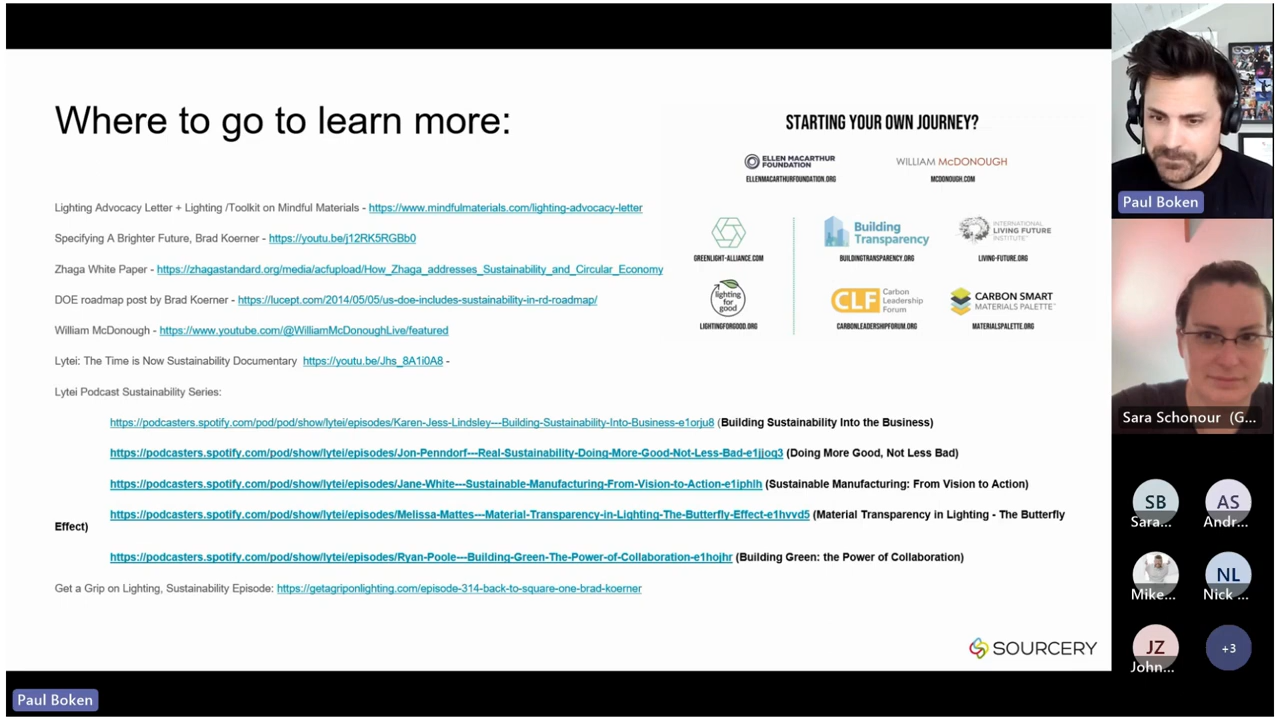 Where to go to learn more:
Lighting Advocacy Letter + Lighting /Toolkit on Mindful Materials - https://www.mindfulmaterials.com/lighting-advocacy-letter
Specifying A Brighter Future, Brad Koerner - https://youtu.be/j12RK5RGBb0
Zhaga White Paper - https://zhagastandard.org/media/acfupload/How_Zhaga_addresses_Sustainability_and_Circular_Economy
DOE roadmap post by Brad Koerner - https://lucept.com/2014/05/05/us-doe-includes-sustainability-in-rd-roadmap/
William McDonough - https://www.youtube.com/@WilliamMcDonoughLive/featured
Lytei: The Time is Now Sustainability Documentary https://youtu.be/Jhs_8A1i0A8 -
Lytei Podcast Sustainability Series:
https://podcasters.spotify.com/pod/pod/show/lytei/episodes/Karen-Jess-Lindsley---Building-Sustainability-Into-Business-e1orju8 (Building Sustainability Into the Business)
https://podcasters.spotify.com/pod/show/lytei/episodes/Jon-Penndorf---Real-Sustainability-Doing-More-Good-Not-Less-Bad-e1jjoq3 (Doing More Good, Not Less Bad)
https://podcasters.spotify.com/pod/show/lytei/episodes/Jane-White---Sustainable-Manufacturing-From-Vision-to-Action-e1iphlh (Sustainable Manufacturing: From Vision to Action)
https://podcasters.spotify.com/pod/show/lytei/episodes/Melissa-Mattes---Material-Transparency-in-Lighting-The-Butterfly-Effect-e1hvvd5 (Material Transparency in Lighting - The Butterfly
Effect)
https://podcasters.spotify.com/pod/show/lytei/episodes/Ryan-Poole---Building-Green-The-Power-of-Collaboration-e1hojhr (Building Green: the Power of Collaboration)
Get a Grip on Lighting, Sustainability Episode: https://getagriponlighting.com/episode-314-back-to-square-one-brad-koerner
STARTING YOUR OWN JOURNEY?
ELLEN MACARTHUR
FOUNDATION
ELLENMACARTHURFOUNDATION.ORG
WILLIAM McDONOUGH
MCDONOUGH.COM
GREENLIGHT-ALLIANCE.COM
Building
Transparency
BUILDINGTRANSPARENCY.ORG
INTERNATIONAL
LIVING FUTURE
INSTITUTE
LIVING-FUTURE.ORG
lighting
for
good
LIGHTINGFORGOOD.ORG
CLF
Carbon
Leadership
Forum
CARBONLEADERSHIPFORUM.ORG
CARBON SMART
MATERIALS PALETTE
MATERIALSPALETTE.ORG
SOURCERY
Paul Boken
Paul Boken
Sara Schonour (G...
SB
Sara...
AS
Andr...
Mike...
NL
Nick ...
JZ
John...
+3